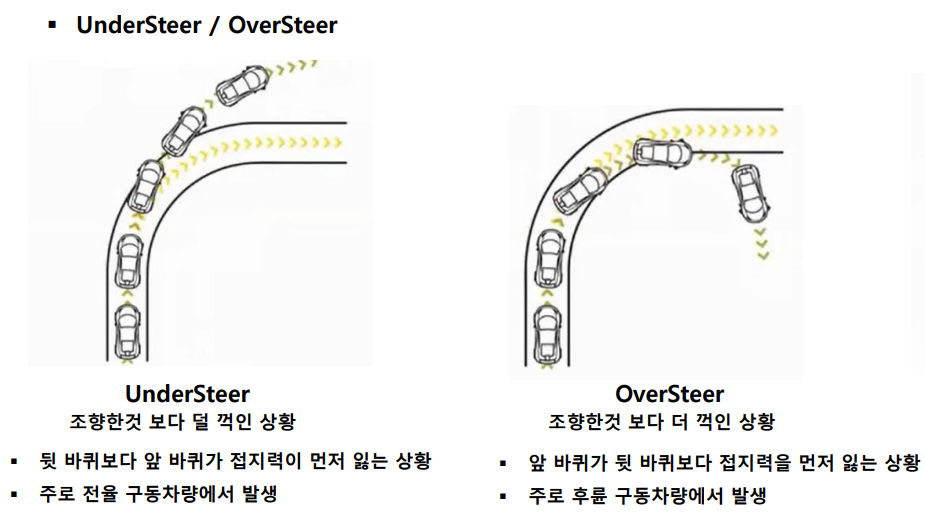 ▪ UnderSteer / OverSteer
UnderSteer
조향한것 보다 덜 꺽인 상황
▪ 뒷 바퀴보다 앞 바퀴가 접지력이 먼저 잃는 상황
▪ 주로 전율 구동차량에서 발생
OverSteer
조향한것 보다 더 꺽인 상황
▪ 앞 바퀴가 뒷 바퀴보다 접지력을 먼저 잃는 상황
▪ 주로 후륜 구동차량에서 발생